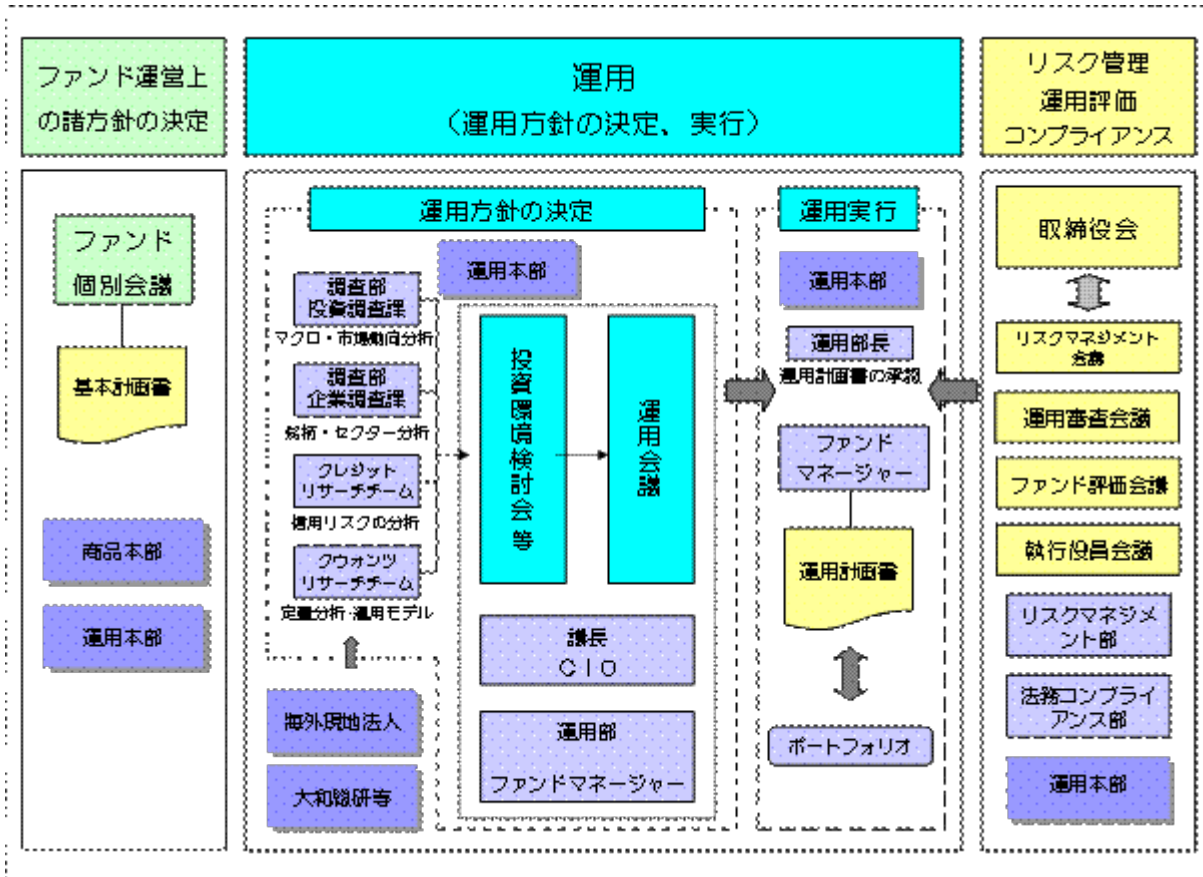 ファンド運営上
の諸方針の決定
運用
（運用方針の決定、実行）
リスク管理
運用評価
コンプライアンス
ファンド
個別会議
基本計画書
商品本部
運用本部
運用方針の決定
運用本部
調査部
投資調査課
マクロ・市場動向分析
調査部
企業調査課
銘柄・セクター分析
クレジット
リサーチチーム
信用リスクの分析
クウォンツ
リサーチチーム
定量分析・運用モデル
海外現地法人
大和総研等
投資環境検討会 等
運用会議
議長
ＣＩＯ
運用部
ファンドマネージャー
運用実行
運用本部
運用部長
運用計画書の承認
ファンド
マネージャー
運用計画書
ポートフォリオ
取締役会
リスクマネジメント
会議
運用審査会議
ファンド評価会議
執行役員会議
リスクマネジメ
ント部
法務コンプライ
アンス部
運用本部